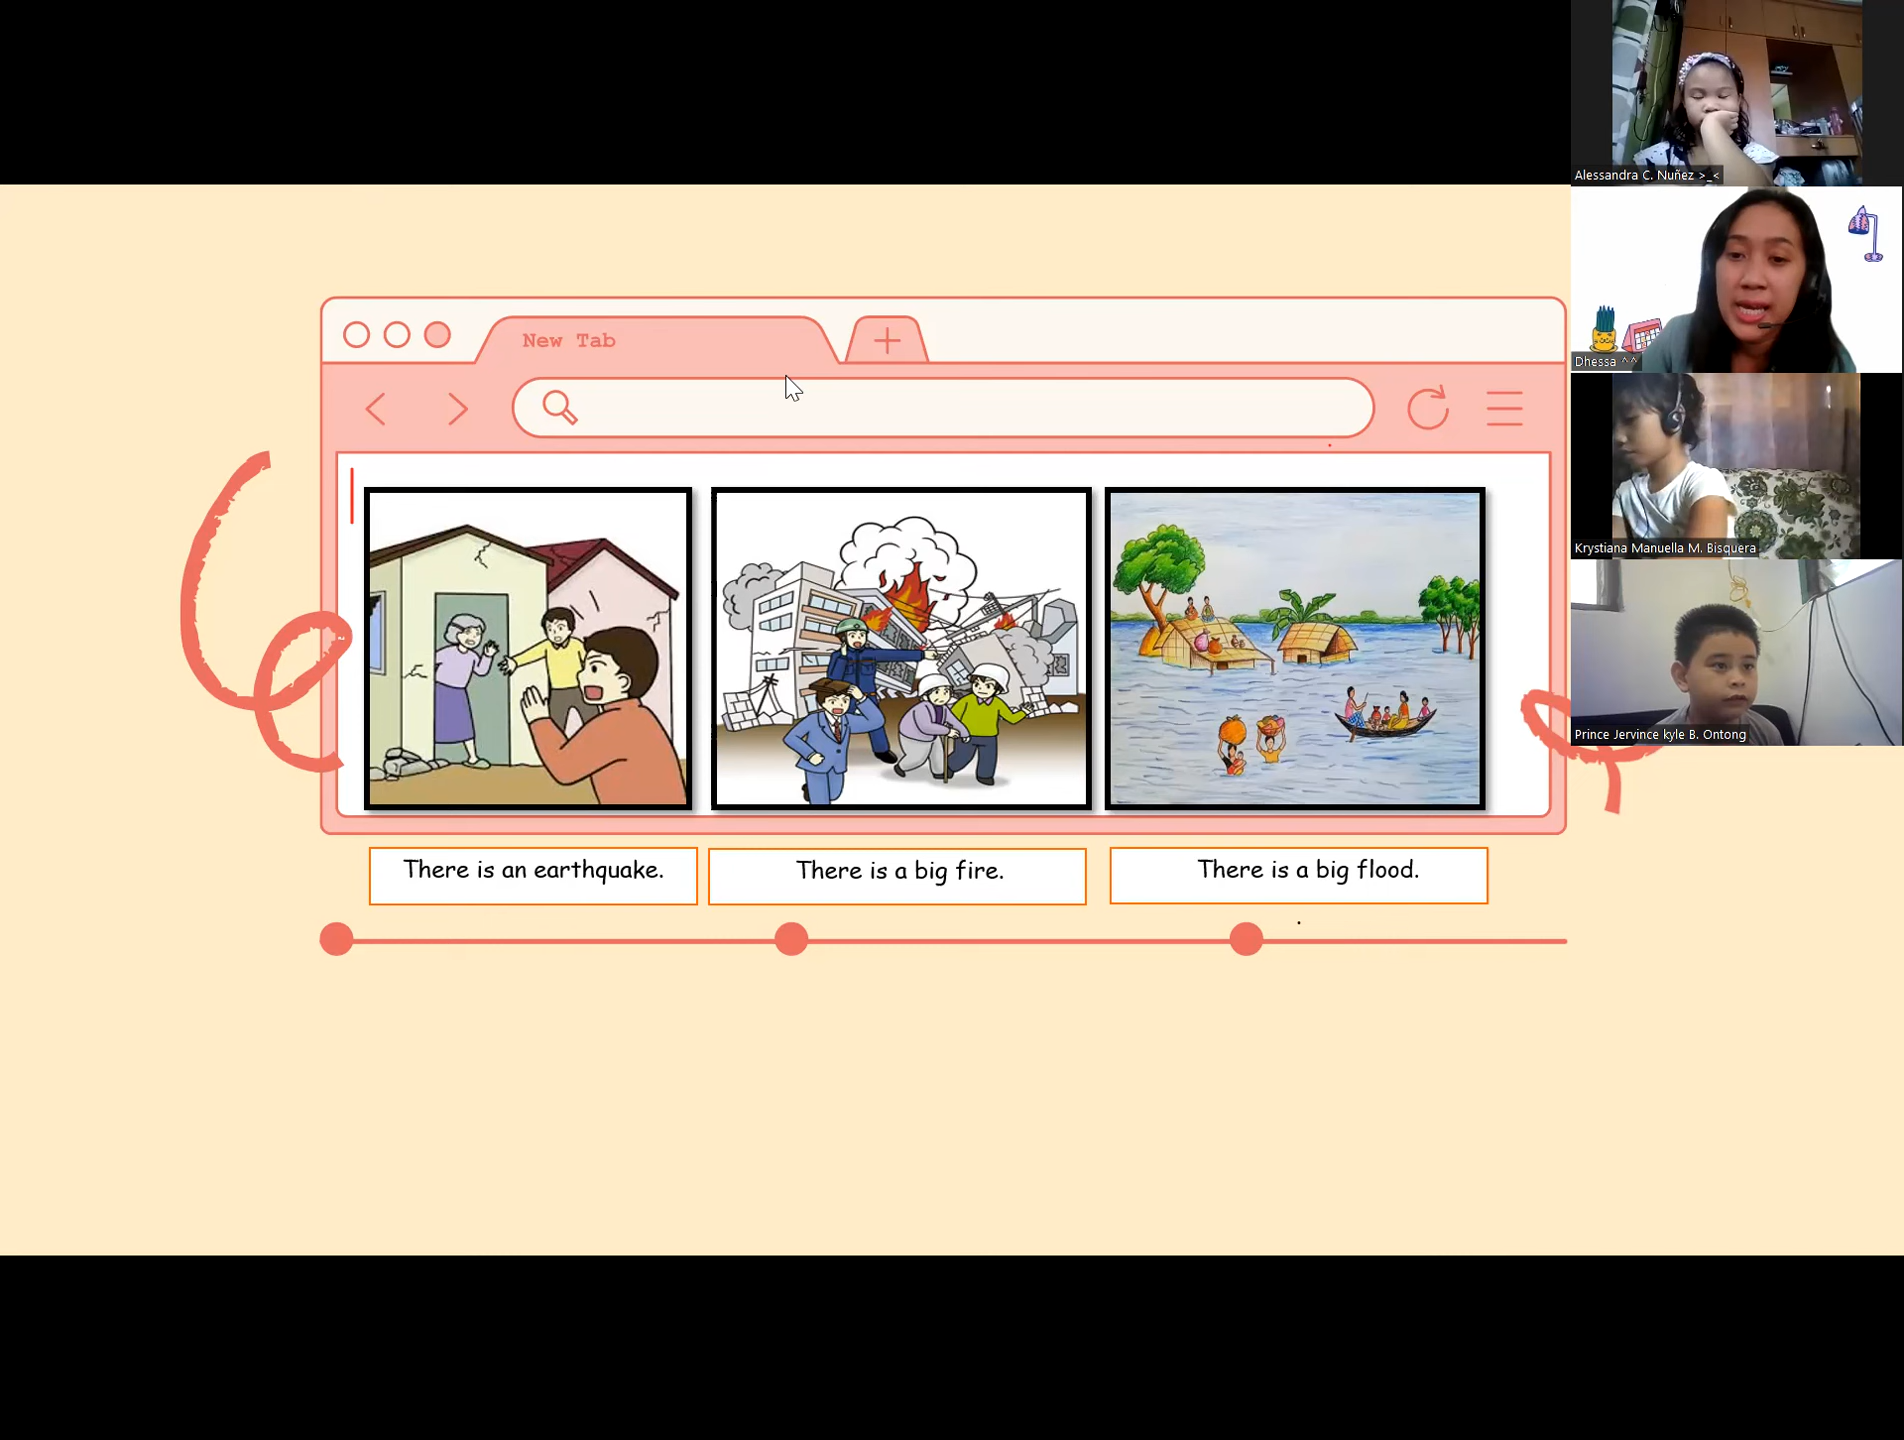 New Tab
There is an earthquake.
There is a big fire.
There is a big flood.
Alessandra C. Nuñez >_<
Dhessa ^^
Krystiana Manuella M. Bisquera
Prince Jervince kyle B. Ontong